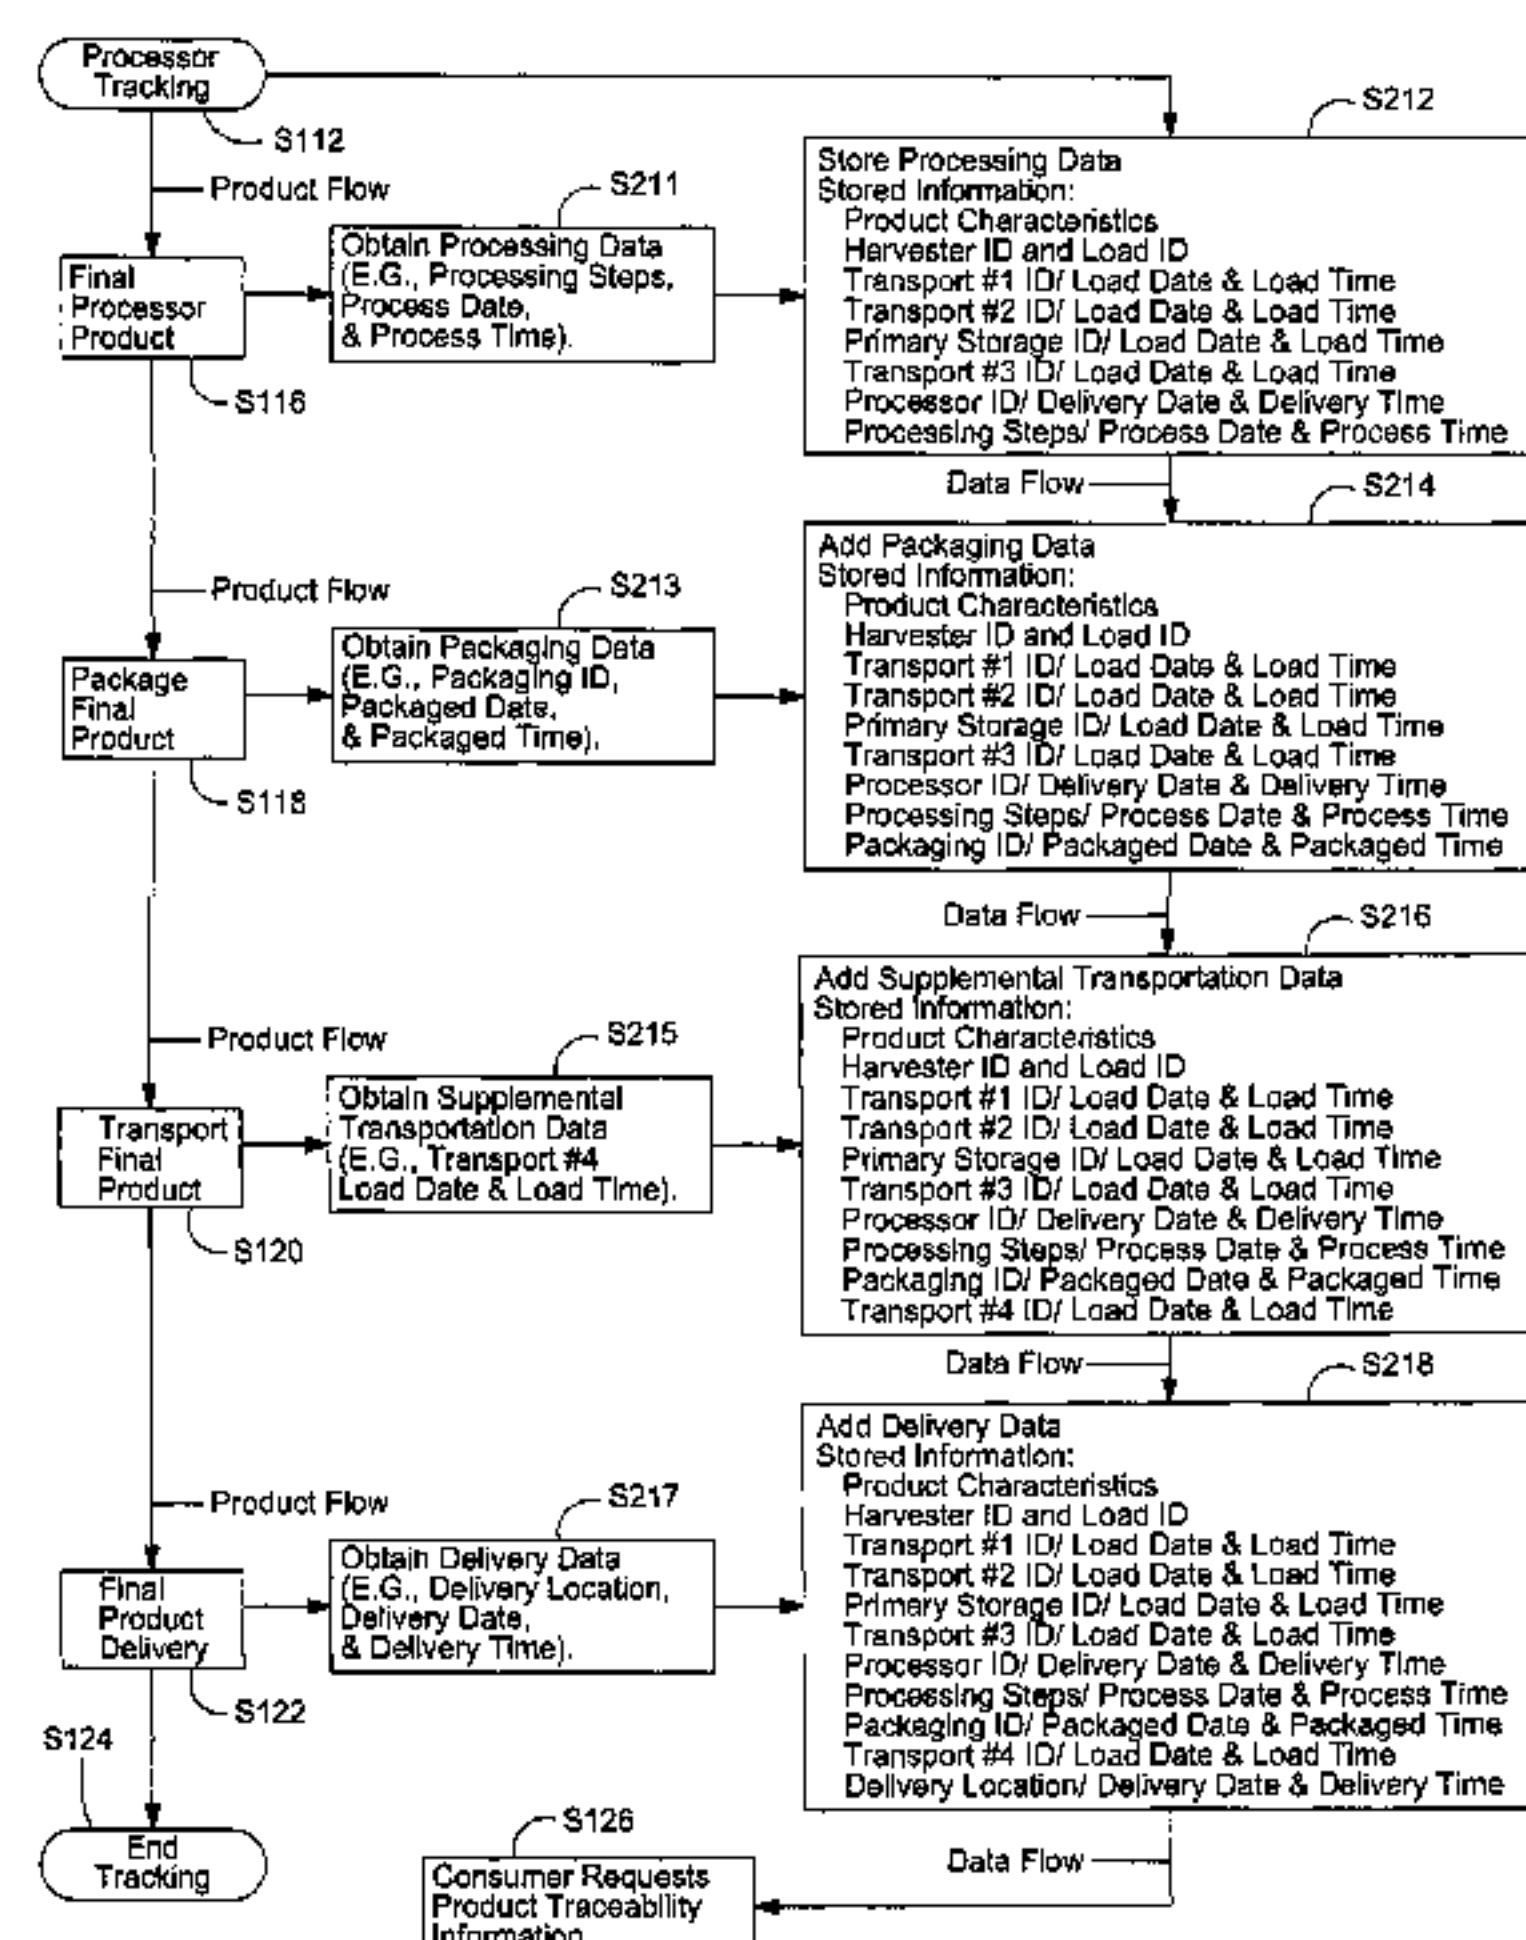 Processor
Tracking
S112
Product Flow
S212
Store Processing Data
Stored Information:
Product Characteristics
Harvester ID and Load ID
Transport #1 ID/ Load Date & Load Time
Transport #2 ID/ Load Date & Load Time
Primary Storage ID/ Load Date & Load Time
Transport #3 ID/ Load Date & Load Time
Processor ID/ Delivery Date & Delivery Time
Processing Steps/ Process Date & Process Time
S211
Obtain Processing Data
(E.G., Processing Steps,
Process Date,
& Process Time).
Final
Processor
Product
S116
Data Flow
S214
Add Packaging Data
Stored Information:
Product Characteristics
Harvester ID and Load ID
Transport #1 ID/ Load Date & Load Time
Transport #2 ID/ Load Date & Load Time
Primary Storage ID/ Load Date & Load Time
Transport #3 ID/ Load Date & Load Time
Processor ID/ Delivery Date & Delivery Time
Processing Steps/ Process Date & Process Time
Packaging ID/ Packaged Date & Packaged Time
Product Flow
S213
Obtain Packaging Data
(E.G., Packaging ID,
Packaged Date,
& Packaged Time).
Package
Final
Product
S118
Data Flow
S216
Add Supplemental Transportation Data
Stored Information:
Product Characteristics
Harvester ID and Load ID
Transport #1 ID/ Load Date & Load Time
Transport #2 ID/ Load Date & Load Time
Primary Storage ID/ Load Date & Load Time
Transport #3 ID/ Load Date & Load Time
Processor ID/ Delivery Date & Delivery Time
Processing Steps/ Process Date & Process Time
Packaging ID/ Packaged Date & Packaged Time
Transport #4 ID/ Load Date & Load Time
Product Flow
S215
Obtain Supplemental
Transportation Data
(E.G., Transport #4
Load Date & Load Time).
Transport
Final
Product
S120
Data Flow
S218
Add Delivery Data
Stored Information:
Product Characteristics
Harvester ID and Load ID
Transport #1 ID/ Load Date & Load Time
Transport #2 ID/ Load Date & Load Time
Primary Storage ID/ Load Date & Load Time
Transport #3 ID/ Load Date & Load Time
Processor ID/ Delivery Date & Delivery Time
Processing Steps/ Process Date & Process Time
Packaging ID/ Packaged Date & Packaged Time
Transport #4 ID/ Load Date & Load Time
Delivery Location/ Delivery Date & Delivery Time
Product Flow
S217
Obtain Delivery Data
(E.G., Delivery Location,
Delivery Date,
& Delivery Time).
Final
Product
Delivery
S122
S124
End
Tracking
S126
Consumer Requests
Product Traceability
Information
Data Flow